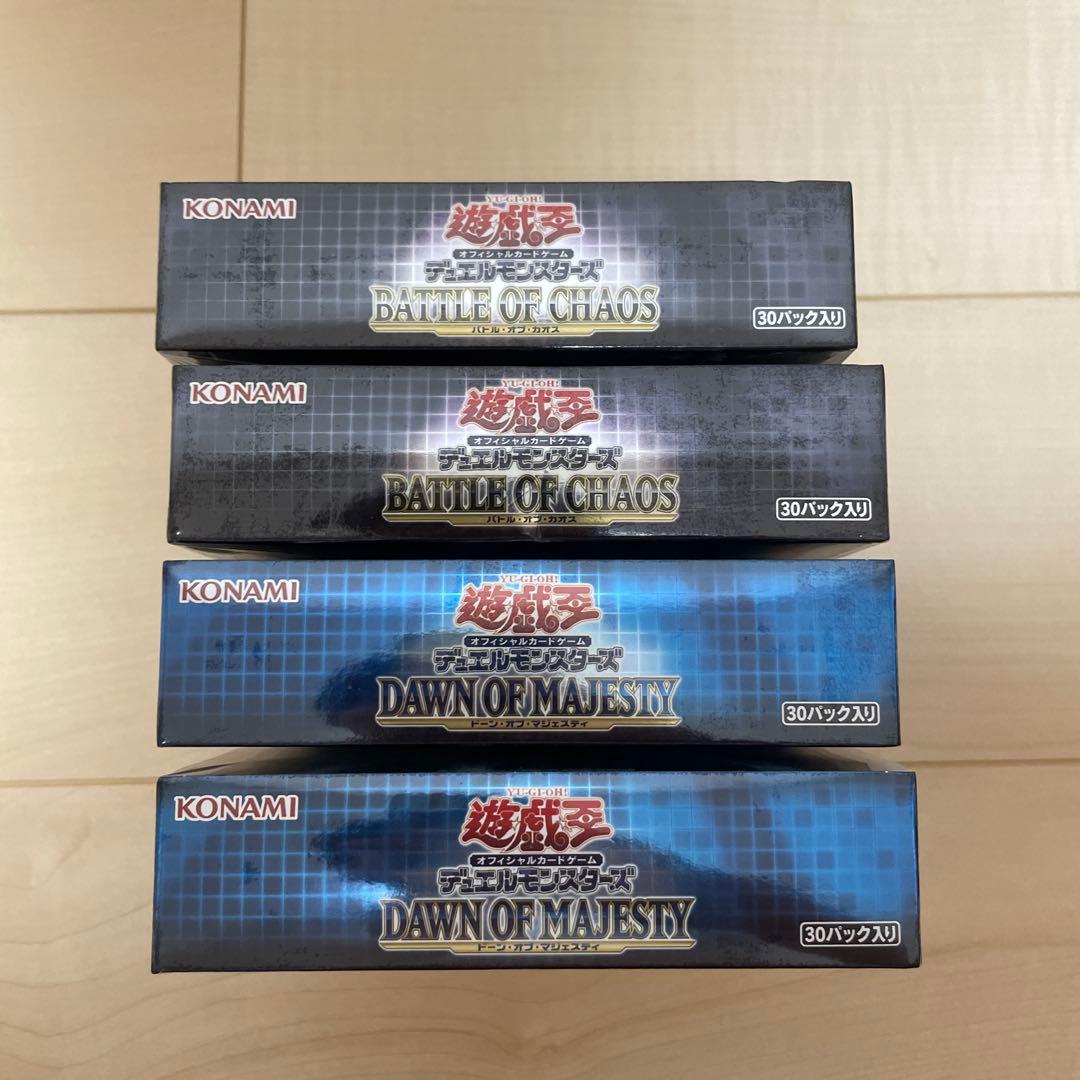 KONAMI
YU-GI-OH!
遊戯王
オフィシャルカードゲーム
デュエルモンスターズ
BATTLE OF CHAOS
バトル・オブ・カオス
30パック入り
KONAMI
YU-GI-OH!
遊戯王
オフィシャルカードゲーム
デュエルモンスターズ
BATTLE OF CHAOS
バトル・オブ・カオス
30パック入り
KONAMI
YU-GI-OH!
遊戯王
オフィシャルカードゲーム
デュエルモンスターズ
DAWN OF MAJESTY
ドーン・オブ・マジェスティ
30パック入り
KONAMI
YU-GI-OH!
遊戯王
オフィシャルカードゲーム
デュエルモンスターズ
DAWN OF MAJESTY
ドーン・オブ・マジェスティ
30パック入り